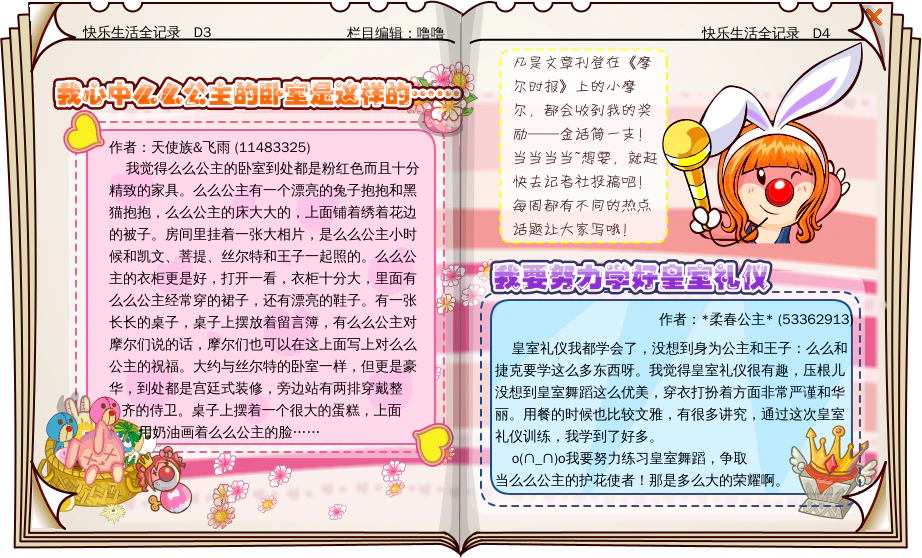 快乐生活全记录 D3
栏目编辑：噜噜
我心中么么公主的卧室是这样的……
作者：天使族&飞雨 (11483325)
我觉得么么公主的卧室到处都是粉红色而且十分
精致的家具。么么公主有一个漂亮的兔子抱抱和黑
猫抱抱，么么公主的床大大的，上面铺着绣着花边
的被子。房间里挂着一张大相片，是么么公主小时
候和凯文、菩提、丝尔特和王子一起照的。么么公
主的衣柜更是好，打开一看，衣柜十分大，里面有
么么公主经常穿的裙子，还有漂亮的鞋子。有一张
长长的桌子，桌子上摆放着留言簿，有么么公主对
摩尔们说的话，摩尔们也可以在这上面写上对么么
公主的祝福。大约与丝尔特的卧室一样，但更是豪
华，到处都是宫廷式装修，旁边站有两排穿戴整
齐的侍卫。桌子上摆着一个很大的蛋糕，上面
用奶油画着么么公主的脸……
快乐生活全记录 D4
凡是文章刊登在《摩
尔时报》上的小摩
尔，都会收到我的奖
励——金话筒一支！
当当当当~想要，就赶
快去记者社投稿吧！
每周都有不同的热点
话题让大家写哦！
我要努力学好皇室礼仪
作者：*柔春公主* (53362913)
皇室礼仪我都学会了，没想到身为公主和王子：么么和
捷克要学这么多东西呀。我觉得皇室礼仪很有趣，压根儿
没想到皇室舞蹈这么优美，穿衣打扮着方面非常严谨和华
丽。用餐的时候也比较文雅，有很多讲究，通过这次皇室
礼仪训练，我学到了好多。
o(∩_∩)o我要努力练习皇室舞蹈，争取
当么么公主的护花使者！那是多么大的荣耀啊。